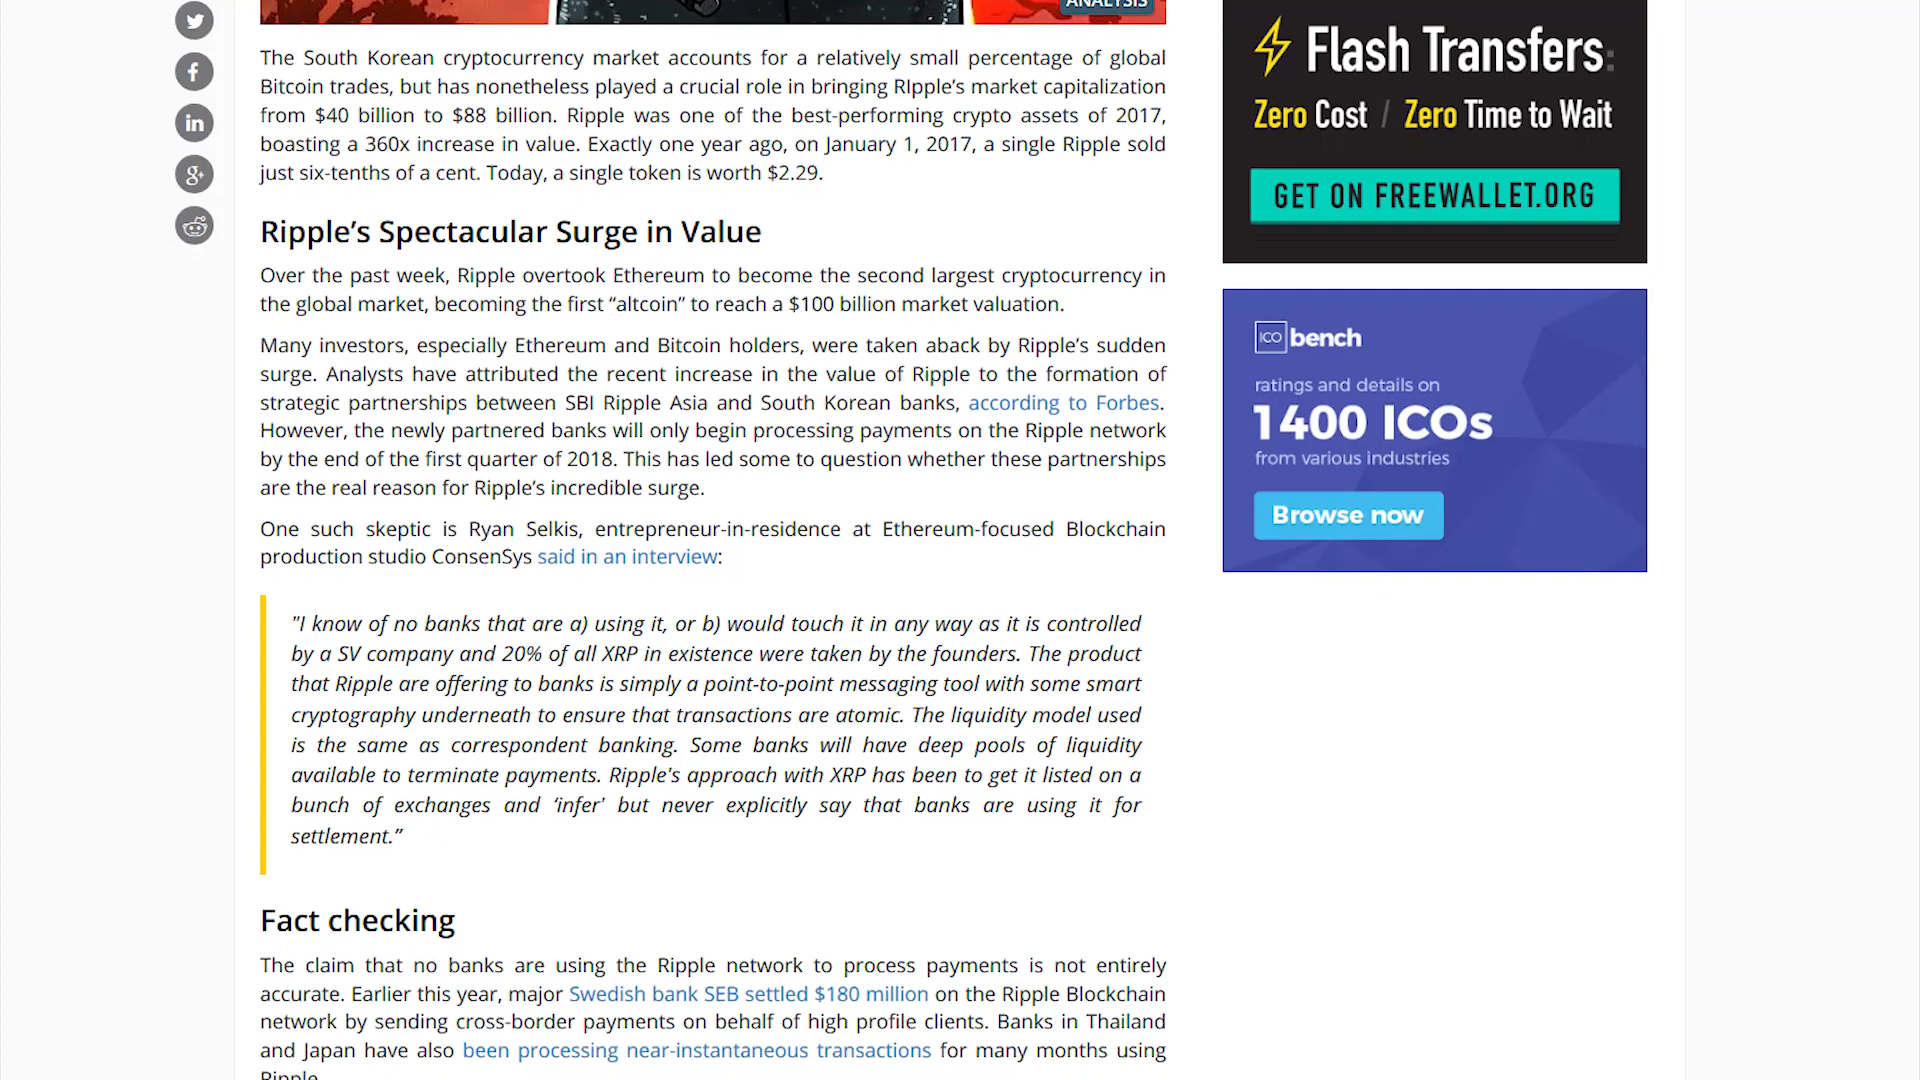 ANALYSIS
The South Korean cryptocurrency market accounts for a relatively small percentage of global
Bitcoin trades, but has nonetheless played a crucial role in bringing RIpple’s market capitalization
from $40 billion to $88 billion. Ripple was one of the best-performing crypto assets of 2017,
boasting a 360x increase in value. Exactly one year ago, on January 1, 2017, a single Ripple sold
just six-tenths of a cent. Today, a single token is worth $2.29.
Ripple’s Spectacular Surge in Value
Over the past week, Ripple overtook Ethereum to become the second largest cryptocurrency in
the global market, becoming the first “altcoin” to reach a $100 billion market valuation.
Many investors, especially Ethereum and Bitcoin holders, were taken aback by Ripple’s sudden
surge. Analysts have attributed the recent increase in the value of Ripple to the formation of
strategic partnerships between SBI Ripple Asia and South Korean banks, according to Forbes.
However, the newly partnered banks will only begin processing payments on the Ripple network
by the end of the first quarter of 2018. This has led some to question whether these partnerships
are the real reason for Ripple’s incredible surge.
One such skeptic is Ryan Selkis, entrepreneur-in-residence at Ethereum-focused Blockchain
production studio ConsenSys said in an interview:
"I know of no banks that are a) using it, or b) would touch it in any way as it is controlled
by a SV company and 20% of all XRP in existence were taken by the founders. The product
that Ripple are offering to banks is simply a point-to-point messaging tool with some smart
cryptography underneath to ensure that transactions are atomic. The liquidity model used
is the same as correspondent banking. Some banks will have deep pools of liquidity
available to terminate payments. Ripple's approach with XRP has been to get it listed on a
bunch of exchanges and ‘infer' but never explicitly say that banks are using it for
settlement.”
Fact checking
The claim that no banks are using the Ripple network to process payments is not entirely
accurate. Earlier this year, major Swedish bank SEB settled $180 million on the Ripple Blockchain
network by sending cross-border payments on behalf of high profile clients. Banks in Thailand
and Japan have also been processing near-instantaneous transactions for many months using
Ripple.
Flash Transfers:
Zero Cost / Zero Time to Wait
GET ON FREEWALLET.ORG
ICO bench
ratings and details on
1400 ICOs
from various industries
Browse now